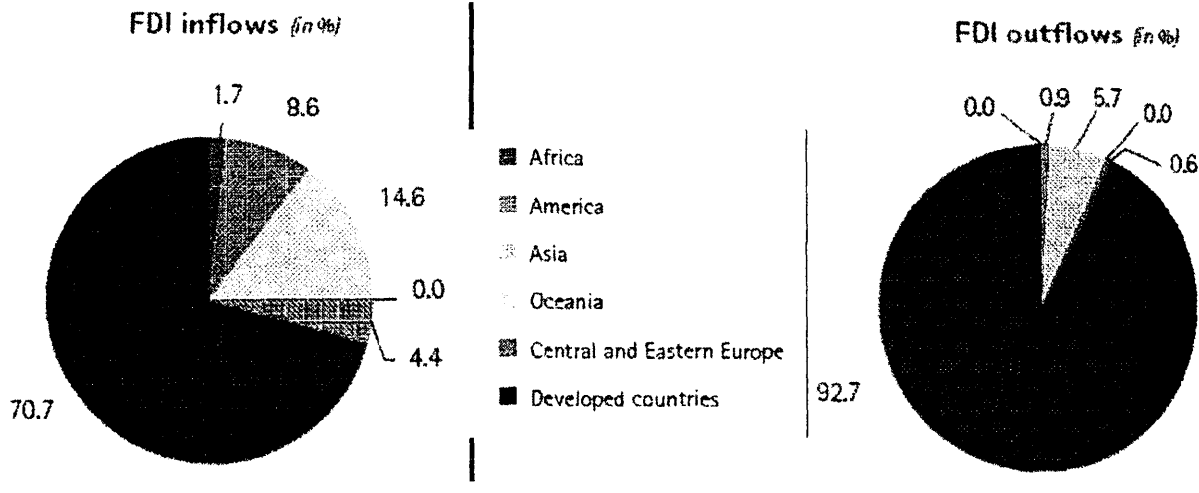 FDI inflows (in %)
1.7
8.6
14.6
0.0
4.4
70.7
Africa
America
Asia
Oceania
Central and Eastern Europe
Developed countries
FDI outflows (in %)
0.0
0.9
5.7
0.0
0.6
92.7